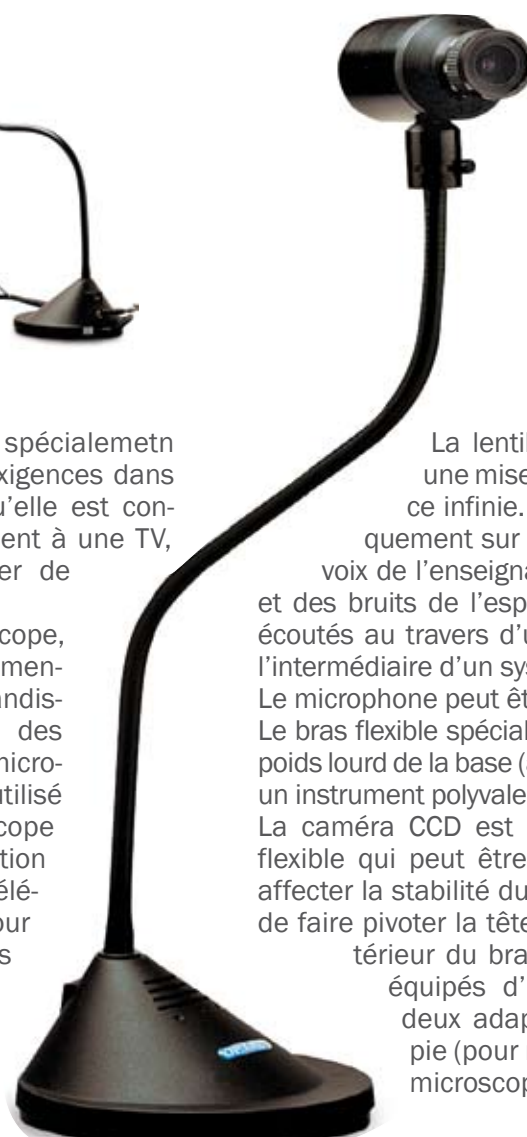 spécialemetn
xigences dans
u'elle est con-
ent à une TV,
er de
cope,
men-
andis-
des
micro-
utilisé
cope
tion
élé-
our
s
La lentil
une mise
ce infinie.
quement sur
voix de l'enseigna
et des bruits de l'esp
écoutés au travers d'u
l'intermédiaire d'un sys
Le microphone peut êt
Le bras flexible spécial
poids lourd de la base (
un instrument polyvale
La caméra CCD est
flexible qui peut être
affecter la stabilité du
de faire pivoter la tête
térieur du bra
équipés d'
deux adap
pie (pour
microscop